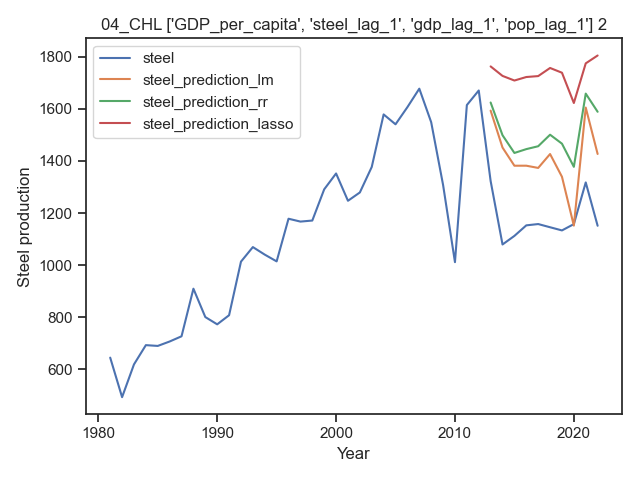 04_CHL ['GDP_per_capita', 'steel_lag_1', 'gdp_lag_1', 'pop_lag_1'] 2
steel
steel_prediction_lm
steel_prediction_rr
steel_prediction_lasso
Steel production
1800
1600
1400
1200
1000
800
600
1980
1990
2000
2010
2020
Year